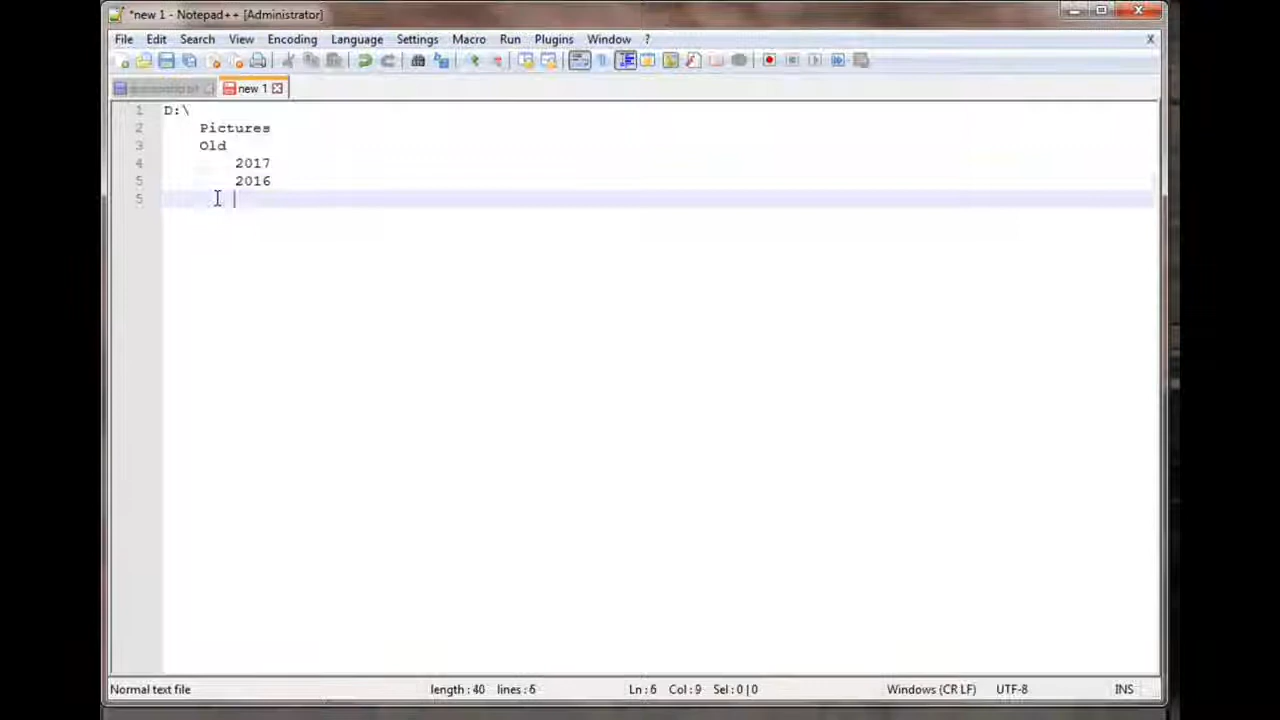 *new 1 - Notepad++ [Administrator]
File Edit Search View Encoding Language Settings Macro Run Plugins Window ? X
new 1
1 D:\
2 Pictures
3 Old
4 2017
5 2016
Normal text file length : 40 lines : 6 Ln : 6 Col : 9 Sel : 0 | 0 Windows (CR LF) UTF-8 INS